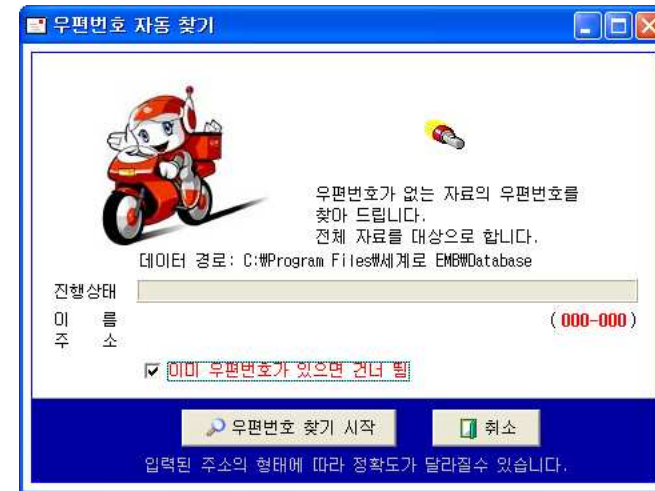 우편번호 자동 찾기
우편번호가 없는 자료의 우편번호를
찾아 드립니다.
전체 자료를 대상으로 합니다.
데이터 경로: C:₩Program Files₩세계로 EMB₩Database
진행상태
이 름 (000-000)
주 소
이미 우편번호가 있으면 건너 뜀
우편번호 찾기 시작 취소
입력된 주소의 형태에 따라 정확도가 달라질수 있습니다.